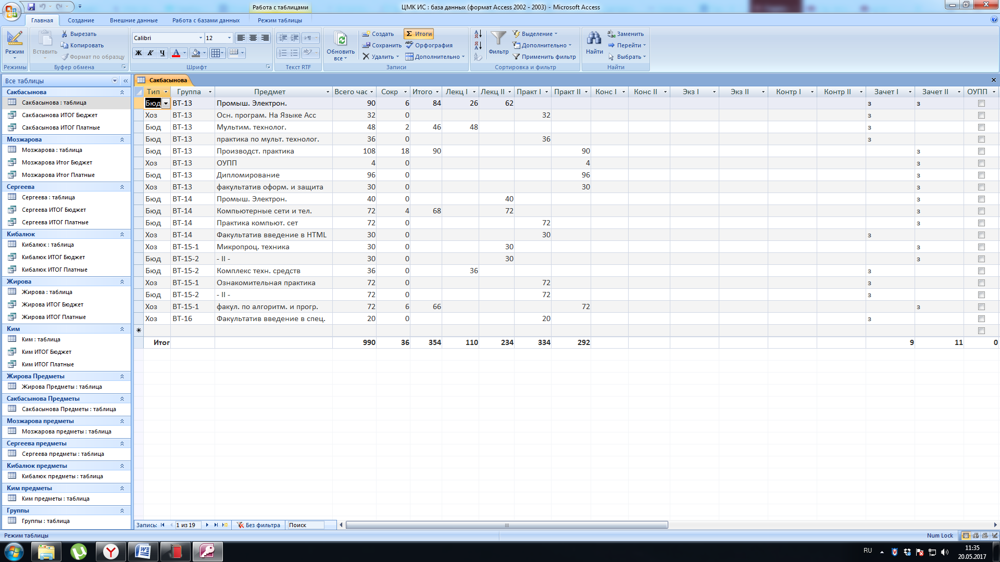 Работа с таблицами
ЦМК ИС : база данных (формат Access 2002 - 2003) - Microsoft Access
Главная Создание Внешние данные Работа с базами данных Режим таблицы
Режим
Режимы
Вставить
Вырезать
Копировать
Формат по образцу
Буфер обмена
Calibri 12
Ж К Ч А
Шрифт
Текст RTF
Обновить все
Создать
Сохранить
Удалить
Σ Итоги
Орфография
Дополнительно
Записи
Фильтр
Выделение
Дополнительно
Применить фильтр
Сортировка и фильтр
Найти
Заменить
Перейти
Выбрать
Найти
Все таблицы
Сакбасынова
Сакбасынова : таблица
Сакбасынова ИТОГ Бюджет
Сакбасынова ИТОГ Платные
Мозжарова
Мозжарова : таблица
Мозжарова Итог Бюджет
Мозжарова Итог Платные
Сергеева
Сергеева : таблица
Сергеева ИТОГ Бюджет
Сергеева ИТОГ Платные
Кибалюк
Кибалюк : таблица
Кибалюк ИТОГ Бюджет
Кибалюк ИТОГ Платные
Жирова
Жирова : таблица
Жирова ИТОГ Бюджет
Жирова ИТОГ Платные
Ким
Ким : таблица
Ким ИТОГ Бюджет
Ким ИТОГ Платные
Жирова Предметы
Жирова Предметы : таблица
Сакбасынова Предметы
Сакбасынова Предметы : таблица
Мозжарова предметы
Мозжарова предметы : таблица
Сергеева предметы
Сергеева предметы : таблица
Кибалюк предметы
Кибалюк предметы : таблица
Ким предметы
Ким предметы : таблица
Группы
Группы : таблица
Сакбасынова
Тип Группа Предмет Всего час Сокр Итого Лекц I Лекц II Практ I Практ II Конс I Конс II Экз I Экз II Контр I Контр II Зачет I Зачет II ОУПП
Бюд ВТ-13 Промыш. Электрон. 90 6 84 26 62 з з
Хоз ВТ-13 Осн. програм. На Языке Асс 32 0 32 з
Бюд ВТ-13 Мультим. технолог. 48 2 46 48 з
Бюд ВТ-13 практика по мульт. технолог. 36 0 36 з
Бюд ВТ-13 Производст. практика 108 18 90 90 з
Хоз ВТ-13 ОУПП 4 0 4 з
Бюд ВТ-13 Дипломирование 96 0 96 з
Хоз ВТ-13 факультатив оформ. и защита 30 0 30 з
Бюд ВТ-14 Промыш. Электрон. 40 0 40 з
Бюд ВТ-14 Компьютерные сети и тел. 72 4 68 72 з
Бюд ВТ-14 Практика компьют. сет 72 0 72 з
Хоз ВТ-14 Факультатив введение в HTML 30 0 30 з
Хоз ВТ-15-1 Микропроц. техника 30 0 30 з
Бюд ВТ-15-2 - II - 30 0 30 з
Бюд ВТ-15-2 Комплекс техн. средств 36 0 36 з
Хоз ВТ-15-1 Ознакомительная практика 72 0 72 з
Бюд ВТ-15-2 - II - 72 0 72 з
Хоз ВТ-15-1 факул. по алгоритм. и прогр. 72 6 66 72 з
Хоз ВТ-16 Факультатив введение в спец. 20 0 20 з
Итог 990 36 354 110 234 334 292 9 11 0
Запись: 1 из 19 Без фильтра Поиск
Режим таблицы
Num Lock
RU
11:35
20.05.2017